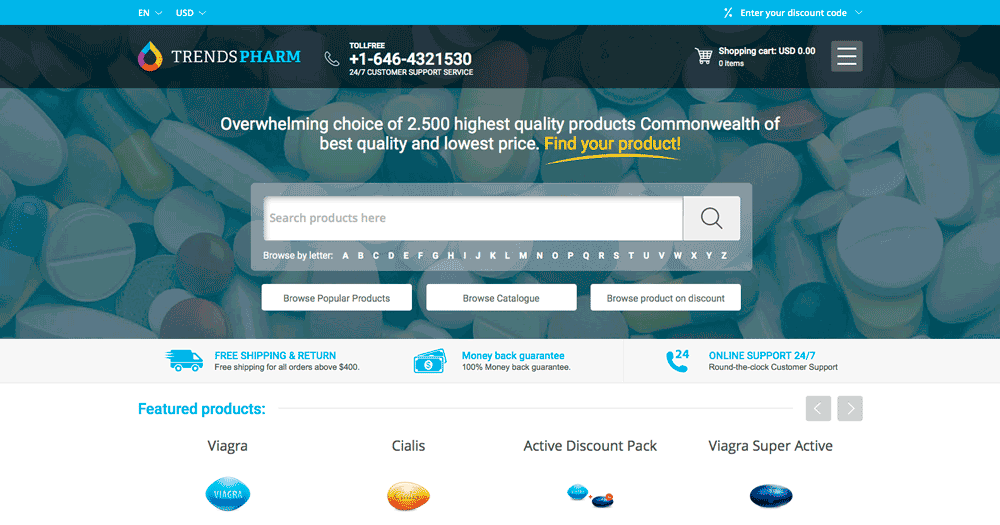 EN USD Enter your discount code
TRENDSPHARM
TOLLFREE
+1-646-4321530
24/7 CUSTOMER SUPPORT SERVICE
Shopping cart: USD 0.00
0 items
Overwhelming choice of 2.500 highest quality products Commonwealth of
best quality and lowest price. Find your product!
Search products here
Browse by letter: A B C D E F G H I J K L M N O P Q R S T U V W X Y Z
Browse Popular Products Browse Catalogue Browse product on discount
FREE SHIPPING & RETURN
Free shipping for all orders above $400.
Money back guarantee
100% Money back guarantee.
24
ONLINE SUPPORT 24/7
Round-the-clock Customer Support
Featured products:
Viagra Cialis Active Discount Pack Viagra Super Active
VIAGRA